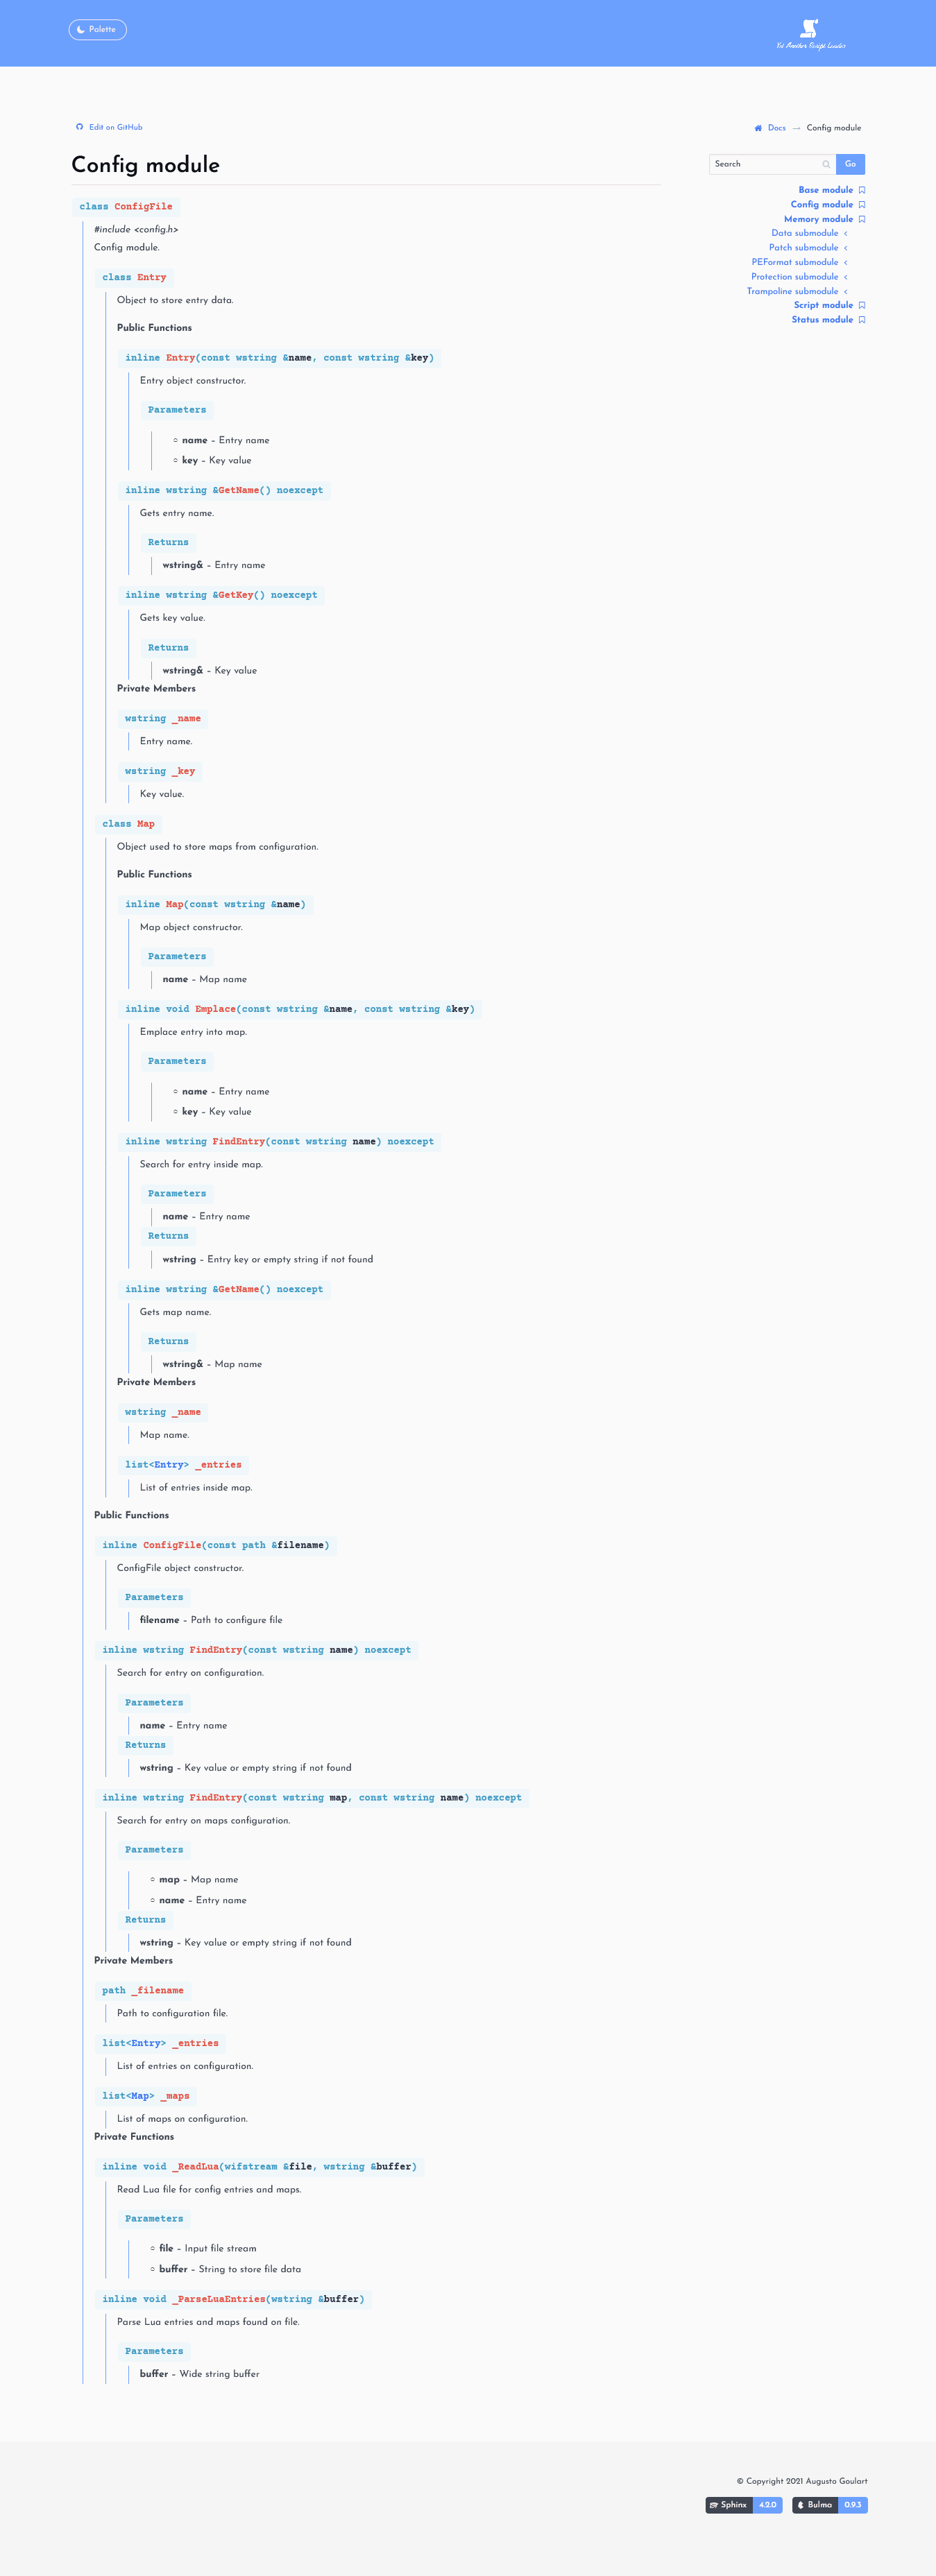 Palette
Yet Another Script Loader
Edit on GitHub
Docs → Config module
Config module
Search
Go
Base module
Config module
Memory module
Data submodule
Patch submodule
PEFormat submodule
Protection submodule
Trampoline submodule
Script module
Status module
class ConfigFile
#include <config.h>
Config module.
class Entry
Object to store entry data.
Public Functions
inline Entry(const wstring &name, const wstring &key)
Entry object constructor.
Parameters
○ name – Entry name
○ key – Key value
inline wstring &GetName() noexcept
Gets entry name.
Returns
wstring& – Entry name
inline wstring &GetKey() noexcept
Gets key value.
Returns
wstring& – Key value
Private Members
wstring _name
Entry name.
wstring _key
Key value.
class Map
Object used to store maps from configuration.
Public Functions
inline Map(const wstring &name)
Map object constructor.
Parameters
name – Map name
inline void Emplace(const wstring &name, const wstring &key)
Emplace entry into map.
Parameters
○ name – Entry name
○ key – Key value
inline wstring FindEntry(const wstring name) noexcept
Search for entry inside map.
Parameters
name – Entry name
Returns
wstring – Entry key or empty string if not found
inline wstring &GetName() noexcept
Gets map name.
Returns
wstring& – Map name
Private Members
wstring _name
Map name.
list<Entry> _entries
List of entries inside map.
Public Functions
inline ConfigFile(const path &filename)
ConfigFile object constructor.
Parameters
filename – Path to configure file
inline wstring FindEntry(const wstring name) noexcept
Search for entry on configuration.
Parameters
name – Entry name
Returns
wstring – Key value or empty string if not found
inline wstring FindEntry(const wstring map, const wstring name) noexcept
Search for entry on maps configuration.
Parameters
○ map – Map name
○ name – Entry name
Returns
wstring – Key value or empty string if not found
Private Members
path _filename
Path to configuration file.
list<Entry> _entries
List of entries on configuration.
list<Map> _maps
List of maps on configuration.
Private Functions
inline void _ReadLua(wifstream &file, wstring &buffer)
Read Lua file for config entries and maps.
Parameters
○ file – Input file stream
○ buffer – String to store file data
inline void _ParseLuaEntries(wstring &buffer)
Parse Lua entries and maps found on file.
Parameters
buffer – Wide string buffer
© Copyright 2021 Augusto Goulart
Sphinx 4.2.0 Bulma 0.9.3